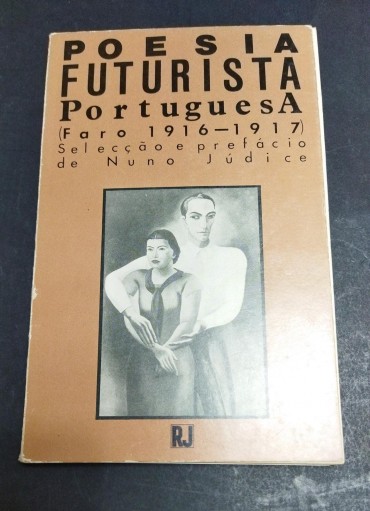 POESIA
FUTURISTA
PortuguesA
(Faro 1916—1917)
Selecção e prefácio
de Nuno Júdice
RJ